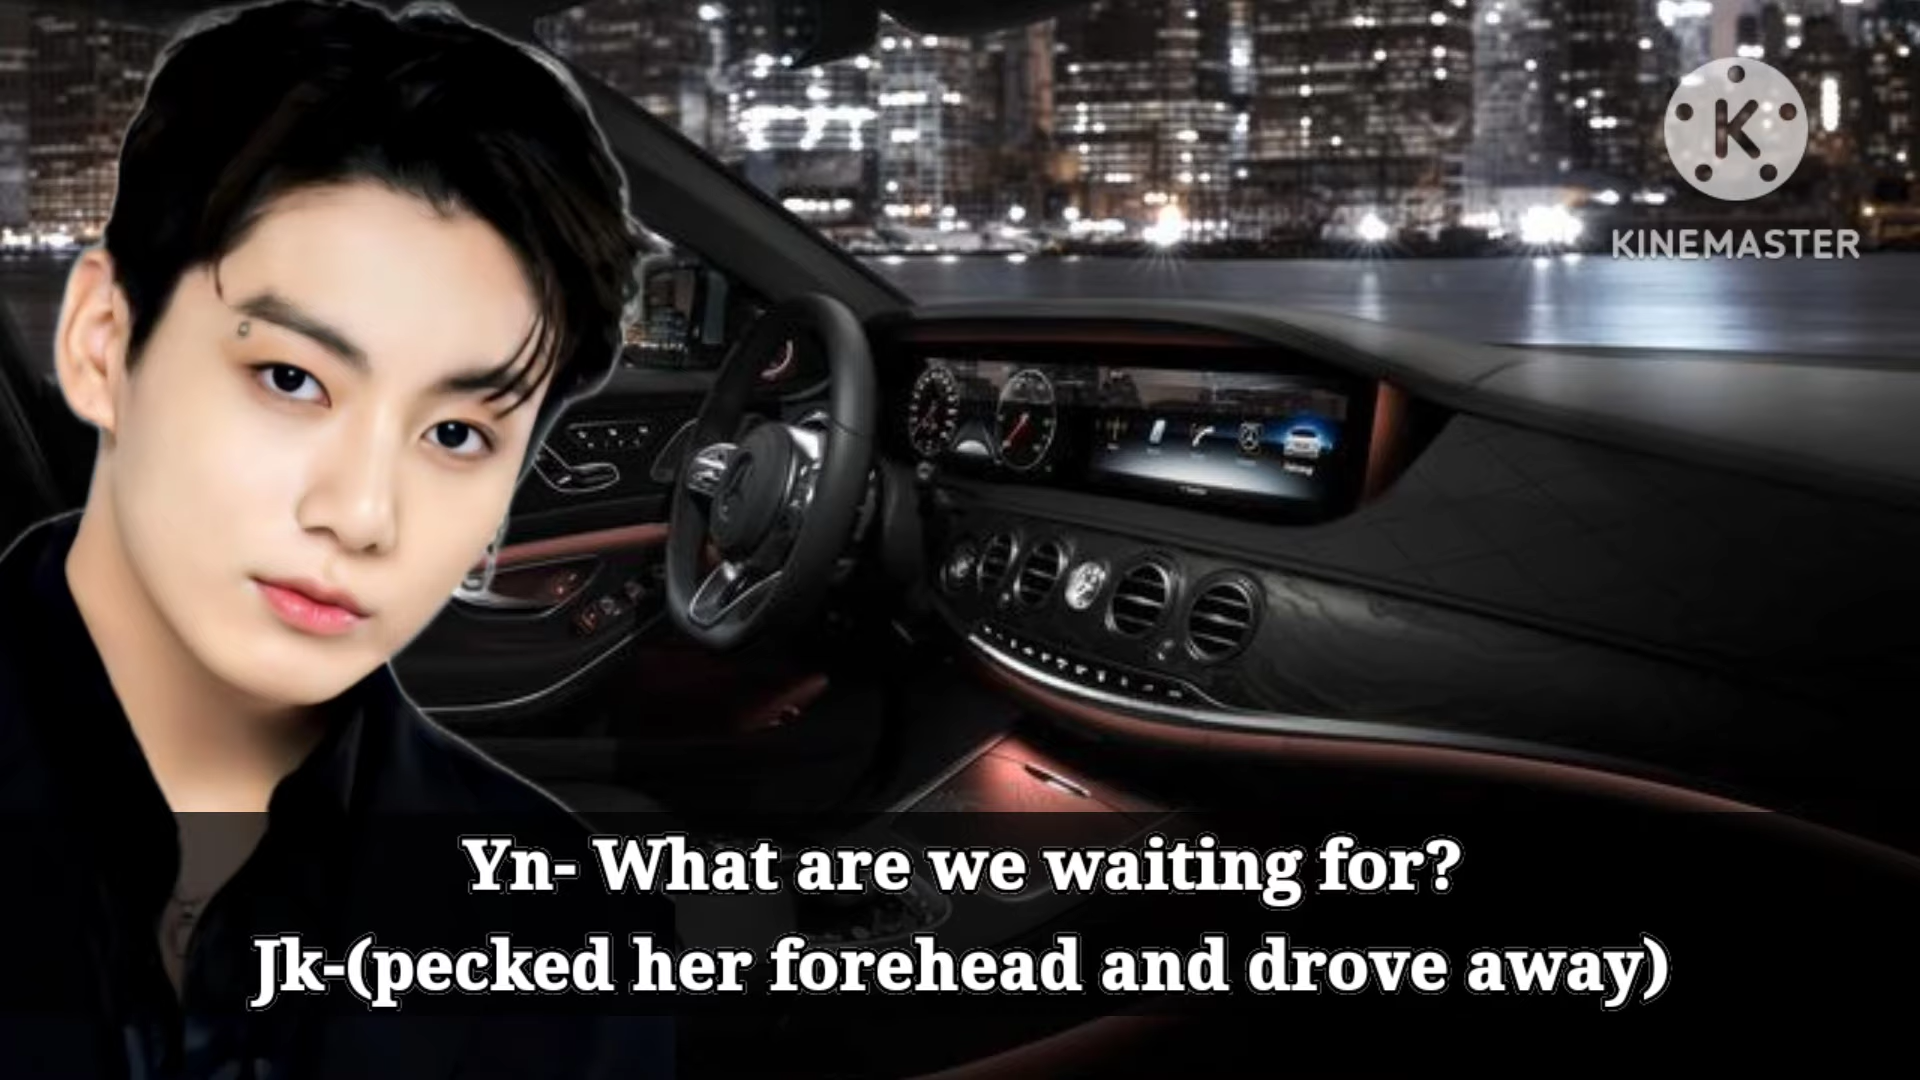 K
KINEMASTER
Yn- What are we waiting for?
Jk-(pecked her forehead and drove away)